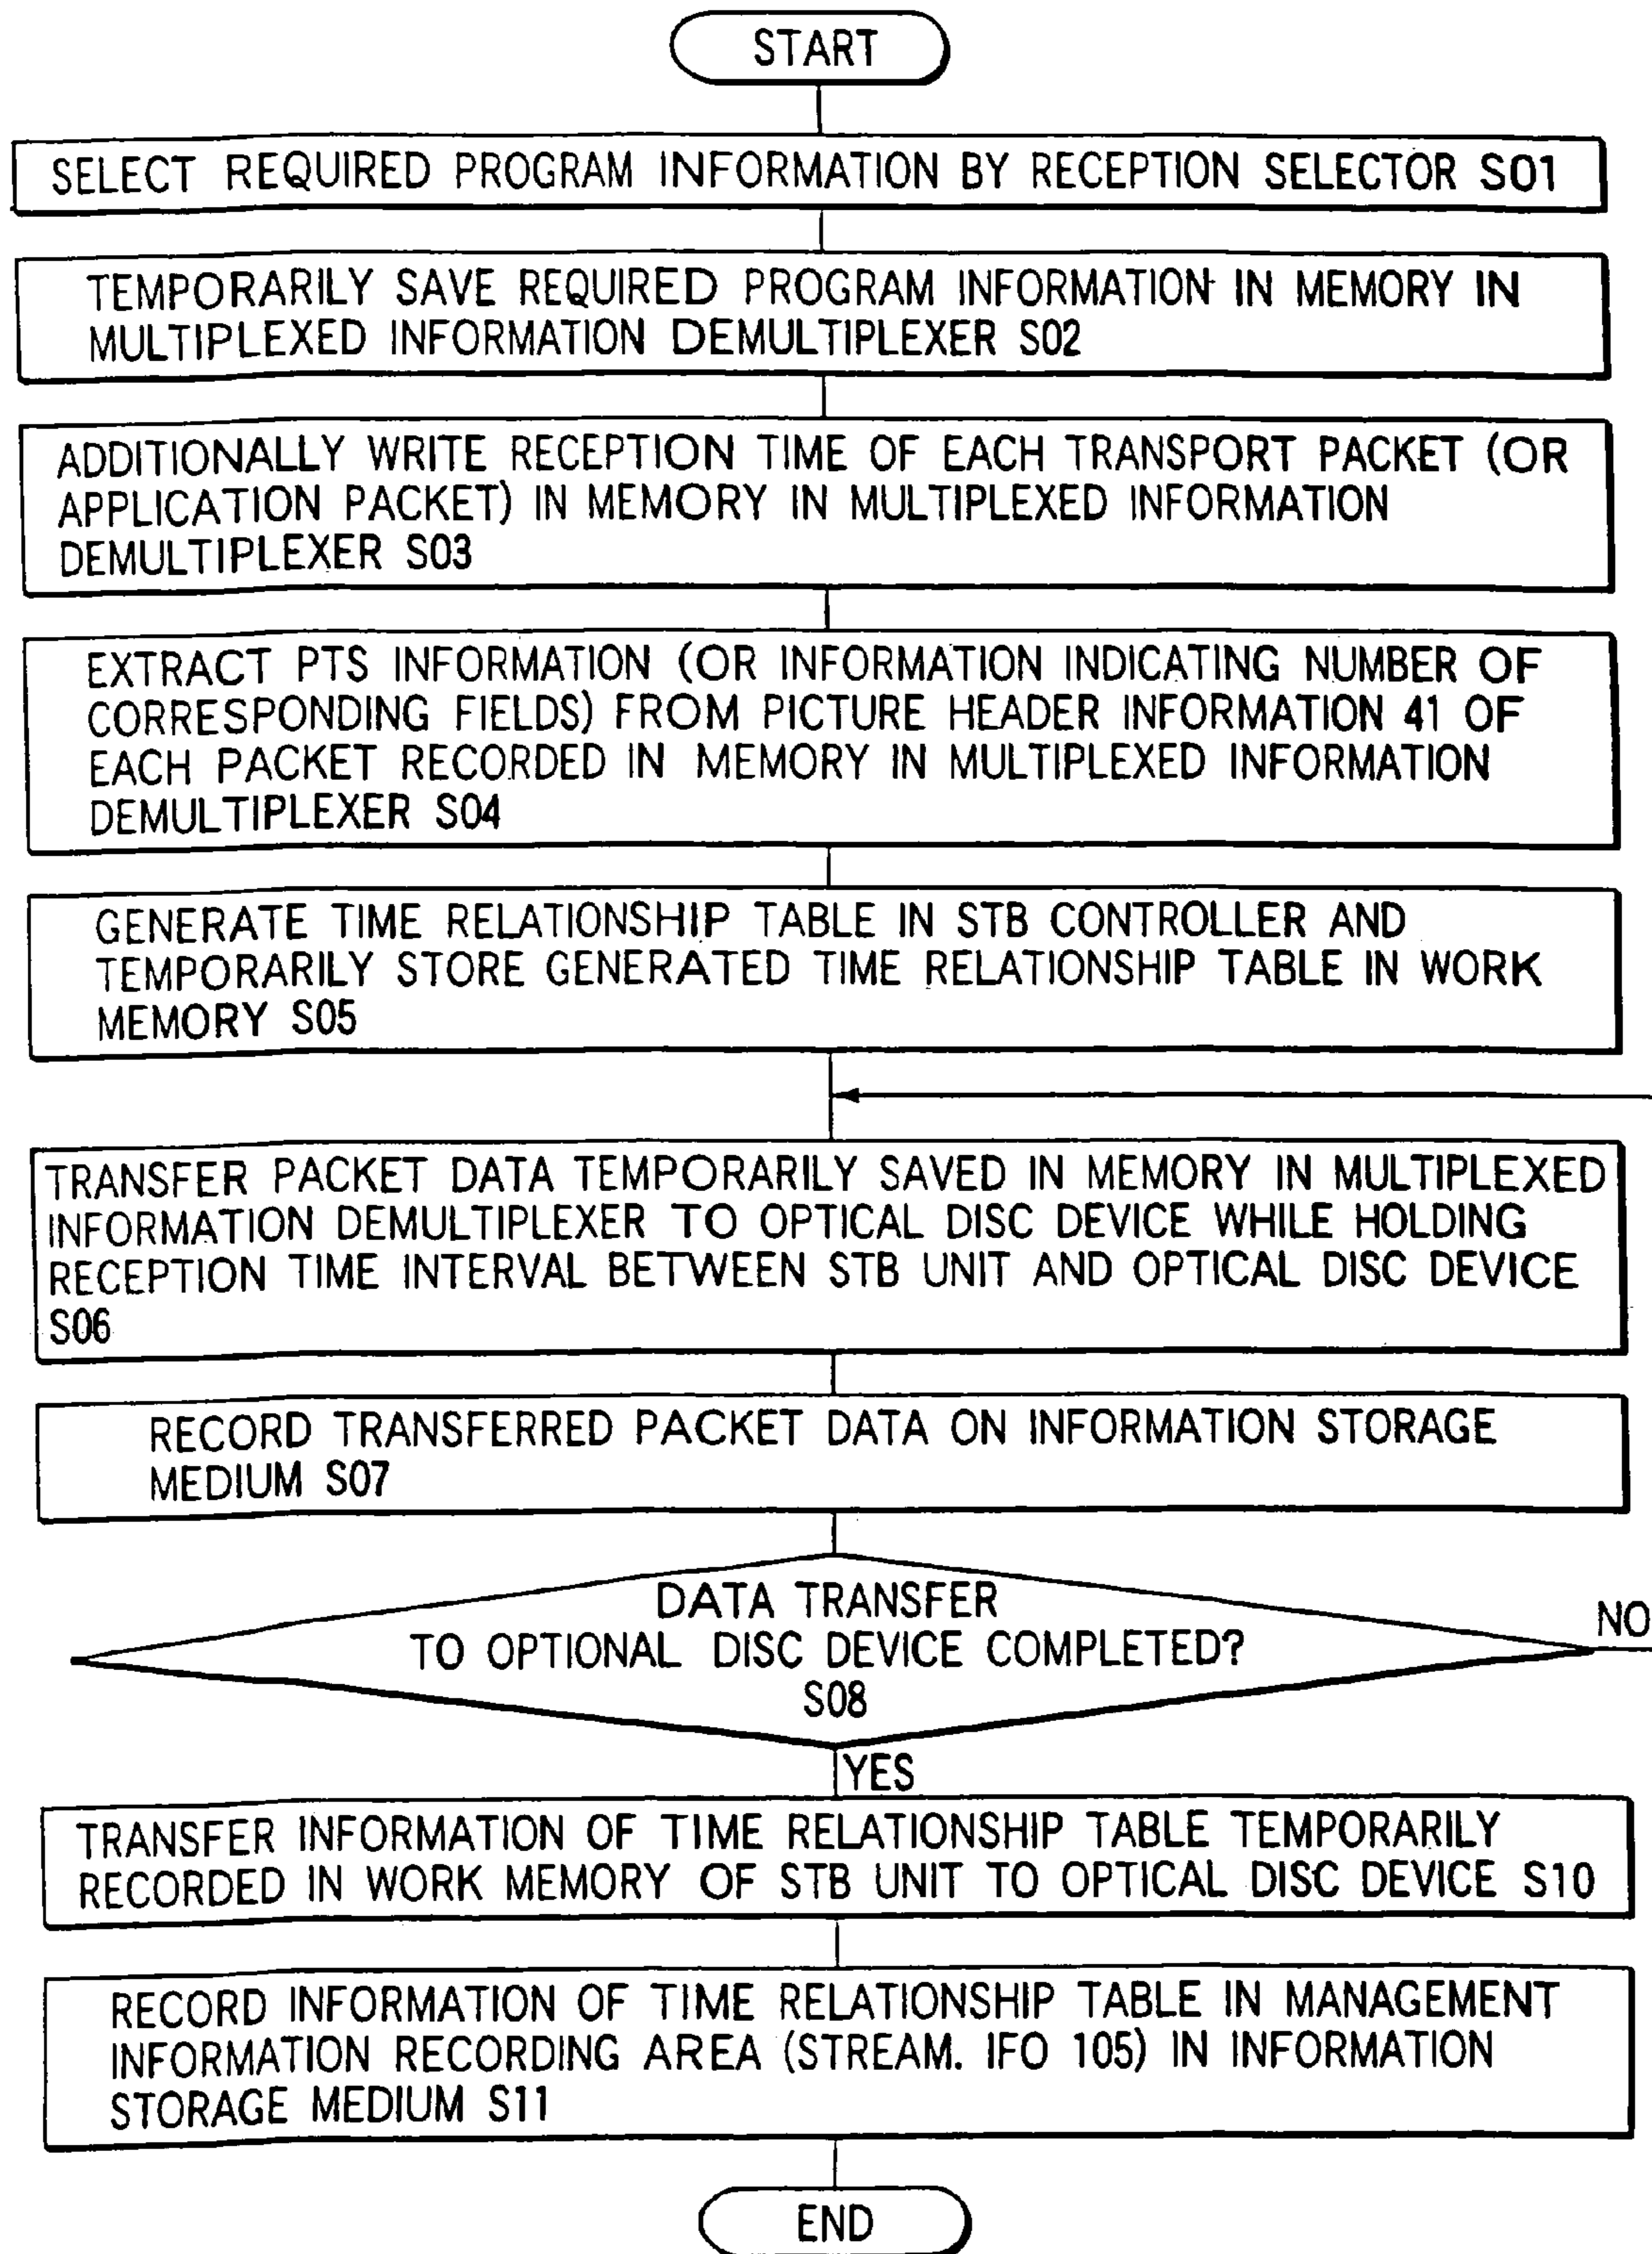 START
SELECT REQUIRED PROGRAM INFORMATION BY RECEPTION SELECTOR S01
TEMPORARILY SAVE REQUIRED PROGRAM INFORMATION IN MEMORY IN
MULTIPLEXED INFORMATION DEMULTIPLEXER S02
ADDITIONALLY WRITE RECEPTION TIME OF EACH TRANSPORT PACKET (OR
APPLICATION PACKET) IN MEMORY IN MULTIPLEXED INFORMATION
DEMULTIPLEXER S03
EXTRACT PTS INFORMATION (OR INFORMATION INDICATING NUMBER OF
CORRESPONDING FIELDS) FROM PICTURE HEADER INFORMATION 41 OF
EACH PACKET RECORDED IN MEMORY IN MULTIPLEXED INFORMATION
DEMULTIPLEXER S04
GENERATE TIME RELATIONSHIP TABLE IN STB CONTROLLER AND
TEMPORARILY STORE GENERATED TIME RELATIONSHIP TABLE IN WORK
MEMORY S05
TRANSFER PACKET DATA TEMPORARILY SAVED IN MEMORY IN MULTIPLEXED
INFORMATION DEMULTIPLEXER TO OPTICAL DISC DEVICE WHILE HOLDING
RECEPTION TIME INTERVAL BETWEEN STB UNIT AND OPTICAL DISC DEVICE
S06
RECORD TRANSFERRED PACKET DATA ON INFORMATION STORAGE
MEDIUM S07
DATA TRANSFER
TO OPTIONAL DISC DEVICE COMPLETED?
S08
NO
YES
TRANSFER INFORMATION OF TIME RELATIONSHIP TABLE TEMPORARILY
RECORDED IN WORK MEMORY OF STB UNIT TO OPTICAL DISC DEVICE S10
RECORD INFORMATION OF TIME RELATIONSHIP TABLE IN MANAGEMENT
INFORMATION RECORDING AREA (STREAM. IFO 105) IN INFORMATION
STORAGE MEDIUM S11
END